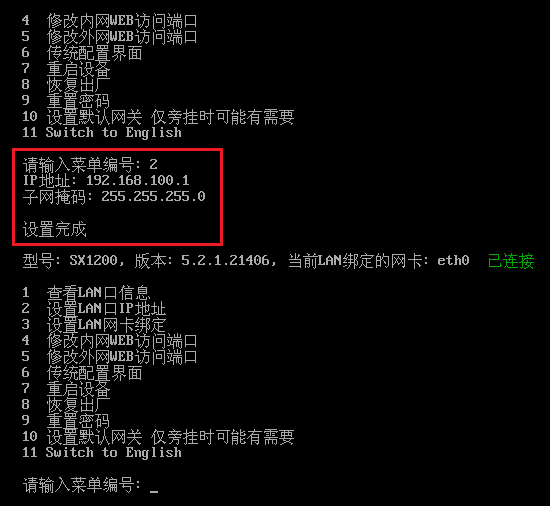 4 修改内网WEB访问端口
5 修改外网WEB访问端口
6 传统配置界面
7 重启设备
8 恢复出厂
9 重置密码
10 设置默认网关 仅旁挂时可能有需要
11 Switch to English
请输入菜单编号: 2
IP地址: 192.168.100.1
子网掩码: 255.255.255.0
设置完成
型号: SX1200, 版本: 5.2.1.21406, 当前LAN绑定的网卡: eth0 已连接
1 查看LAN口信息
2 设置LAN口IP地址
3 设置LAN网卡绑定
4 修改内网WEB访问端口
5 修改外网WEB访问端口
6 传统配置界面
7 重启设备
8 恢复出厂
9 重置密码
10 设置默认网关 仅旁挂时可能有需要
11 Switch to English
请输入菜单编号: _